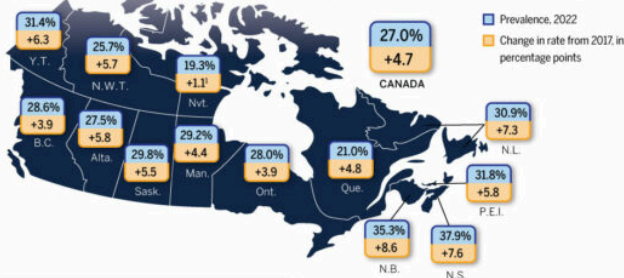 31.4%
+6.3
Y.T.
25.7%
+5.7
N.W.T.
19.3%
+1.1¹
Nvt.
27.0%
+4.7
CANADA
Prevalence, 2022
Change in rate from 2017, in
percentage points
28.6%
+3.9
B.C.
27.5%
+5.8
Alta.
29.8%
+5.5
Sask.
29.2%
+4.4
Man.
28.0%
+3.9
Ont.
21.0%
+4.8
Que.
30.9%
+7.3
N.L.
31.8%
+5.8
P.E.I.
35.3%
+8.6
N.B.
37.9%
+7.6
N.S.